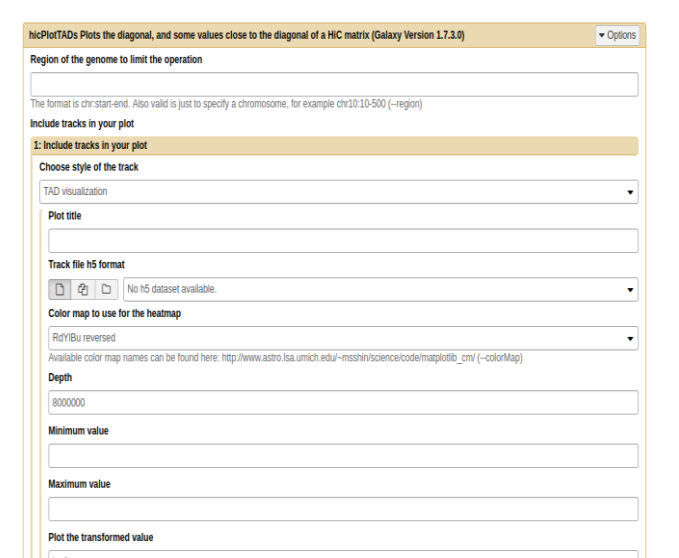 hicPlotTADs Plots the diagonal, and some values close to the diagonal of a HiC matrix (Galaxy Version 1.7.3.0)
Options
Region of the genome to limit the operation
The format is chr:start-end. Also valid is just to specify a chromosome, for example chr10:10-500 (--region)
Include tracks in your plot
1: Include tracks in your plot
Choose style of the track
TAD visualization
Plot title
Track file h5 format
No h5 dataset available.
Color map to use for the heatmap
RdYlBu reversed
Available color map names can be found here: http://www.astro.lsa.umich.edu/~msshin/science/code/matplotlib_cm/ (--colorMap)
Depth
8000000
Minimum value
Maximum value
Plot the transformed value